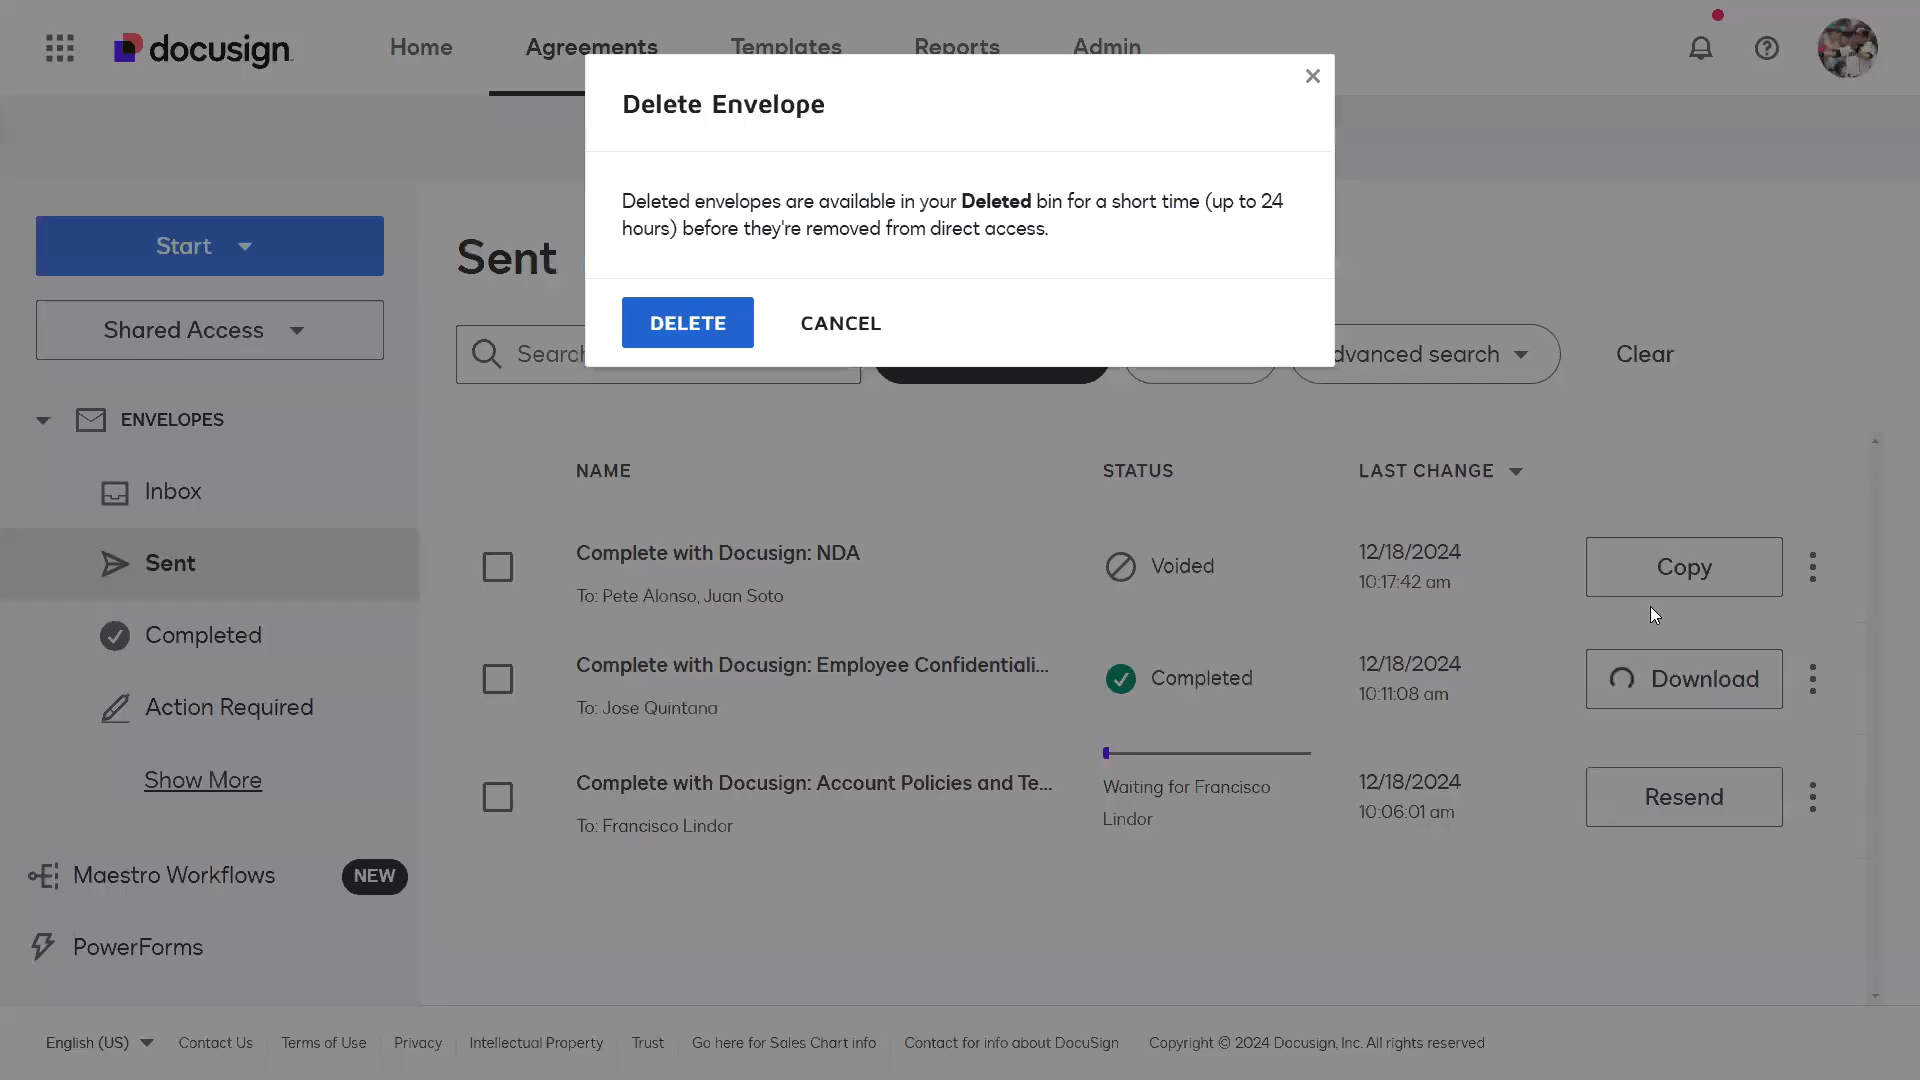 docusign
Home
Agreements
Templates
Reports
Admin
Delete Envelope
Deleted envelopes are available in your Deleted bin for a short time (up to 24
hours) before they're removed from direct access.
DELETE
CANCEL
Start
Shared Access
ENVELOPES
Inbox
Sent
Completed
Action Required
Show More
Maestro Workflows
NEW
PowerForms
Sent
Search
dvanced search
Clear
NAME
STATUS
LAST CHANGE
Complete with Docusign: NDA
To: Pete Alonso, Juan Soto
Voided
12/18/2024
10:17:42 am
Copy
Complete with Docusign: Employee Confidentiali...
To: Jose Quintana
Completed
12/18/2024
10:11:08 am
Download
Complete with Docusign: Account Policies and Te...
To: Francisco Lindor
Waiting for Francisco
Lindor
12/18/2024
10:06:01 am
Resend
English (US)
Contact Us
Terms of Use
Privacy
Intellectual Property
Trust
Go here for Sales Chart info
Contact for info about DocuSign
Copyright © 2024 Docusign, Inc. All rights reserved